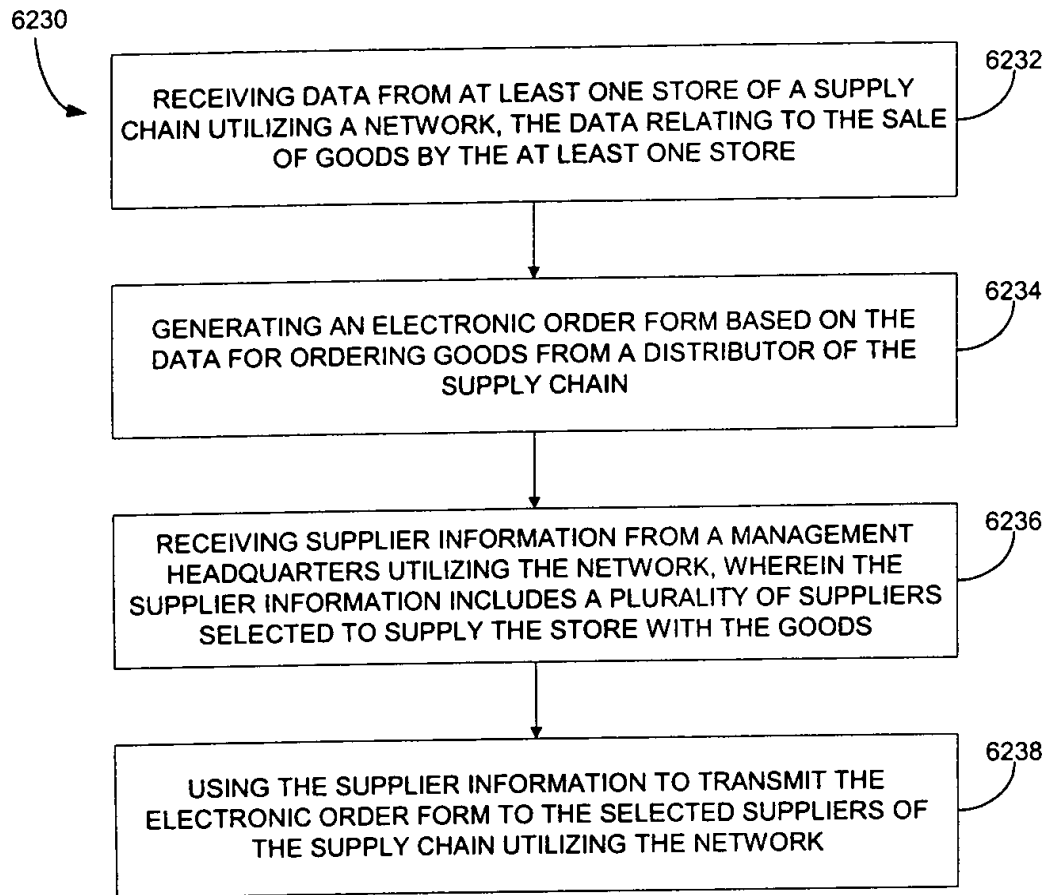 6230
6232
RECEIVING DATA FROM AT LEAST ONE STORE OF A SUPPLY
CHAIN UTILIZING A NETWORK, THE DATA RELATING TO THE SALE
OF GOODS BY THE AT LEAST ONE STORE
6234
GENERATING AN ELECTRONIC ORDER FORM BASED ON THE
DATA FOR ORDERING GOODS FROM A DISTRIBUTOR OF THE
SUPPLY CHAIN
6236
RECEIVING SUPPLIER INFORMATION FROM A MANAGEMENT
HEADQUARTERS UTILIZING THE NETWORK, WHEREIN THE
SUPPLIER INFORMATION INCLUDES A PLURALITY OF SUPPLIERS
SELECTED TO SUPPLY THE STORE WITH THE GOODS
6238
USING THE SUPPLIER INFORMATION TO TRANSMIT THE
ELECTRONIC ORDER FORM TO THE SELECTED SUPPLIERS OF
THE SUPPLY CHAIN UTILIZING THE NETWORK